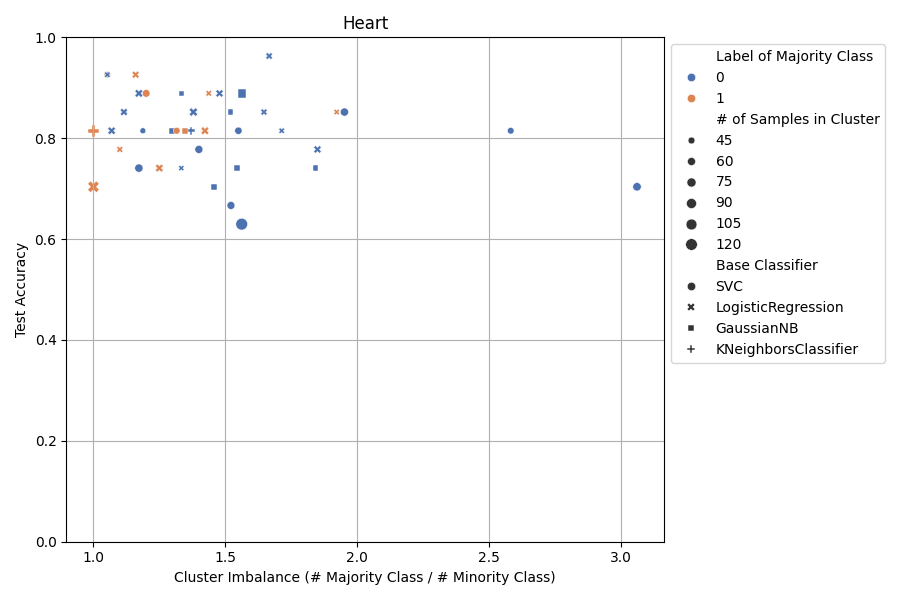 Heart
1.0
0.8
0.6
0.4
0.2
0.0
Test Accuracy
1.0 1.5 2.0 2.5 3.0
Cluster Imbalance (# Majority Class / # Minority Class)
Label of Majority Class
0
1
# of Samples in Cluster
45
60
75
90
105
120
Base Classifier
SVC
LogisticRegression
GaussianNB
KNeighborsClassifier